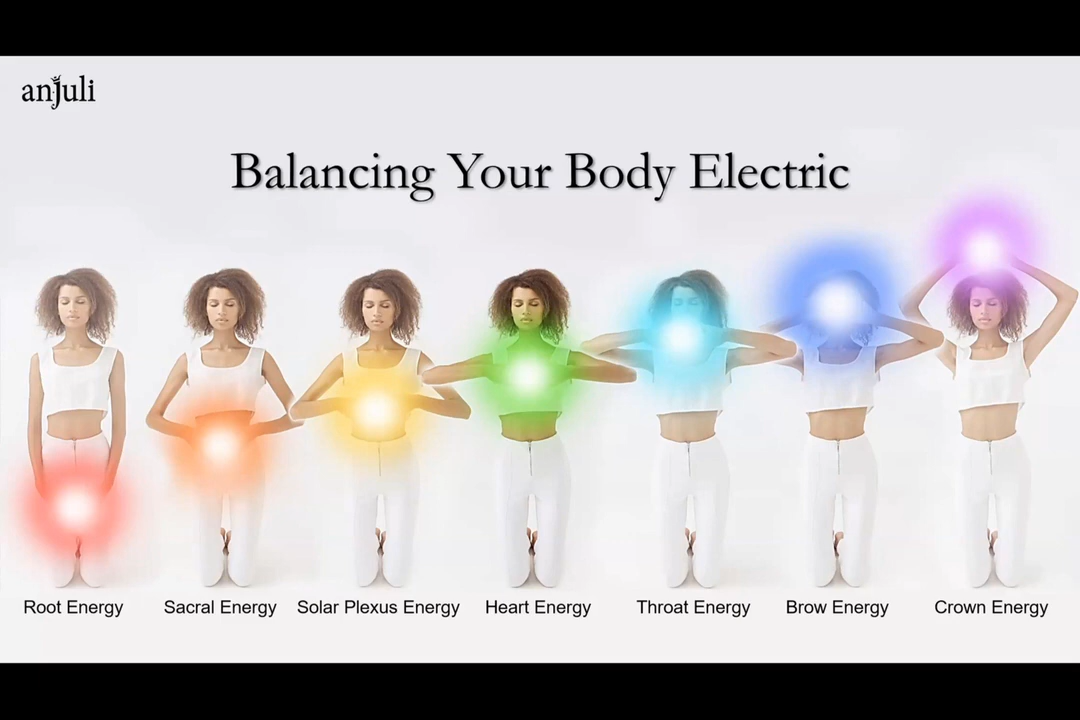 anjuli
Balancing Your Body Electric
Root Energy
Sacral Energy
Solar Plexus Energy
Heart Energy
Throat Energy
Brow Energy
Crown Energy